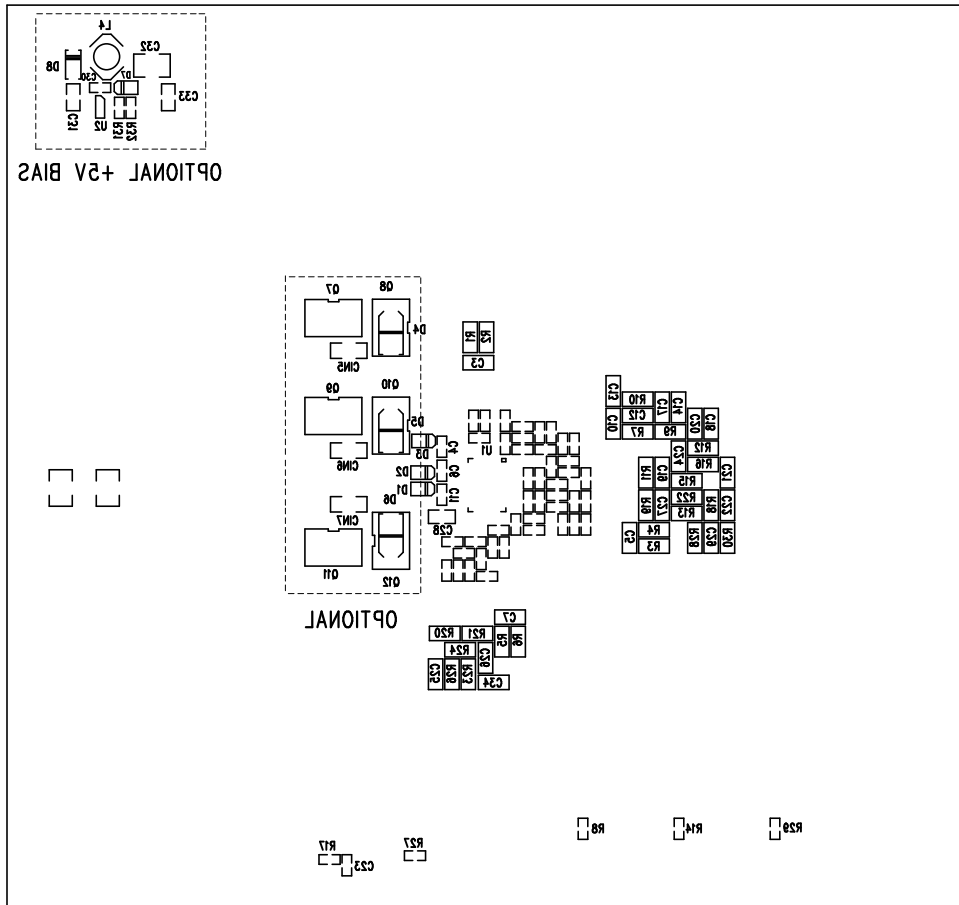 L4
C32
D8
C30
D7
C33
C31
U2
R31
R32
OPTIONAL +5V BIAS
Q7
Q8
D4
CIN5
R1
R2
C3
Q9
Q10
D5
D3
C4
CIN6
D2
C6
D1
C11
D6
CIN7
C28
U1
Q11
Q12
OPTIONAL
C13
R10
C17
C14
C10
C12
C20
C18
R7
R9
R12
C24
R16
R11
C19
R15
C21
R19
C27
R22
R18
C22
R13
C5
R4
R3
R28
C29
R30
C7
R20
R21
R5
R6
R24
C26
C25
R26
R23
C34
R8
R14
R29
R17
C23
R27